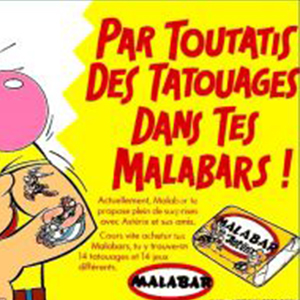 PAR TOUTATIS
DES TATOUAGES
DANS TES
MALABARS !
Actuellement, Malabar te
propose plein de surprises
avec Astérix et ses amis.
Cours vite acheter tes
Malabars, tu y trouveras
14 tatouages et 14 jeux
différents.
MALABAR
MALABAR